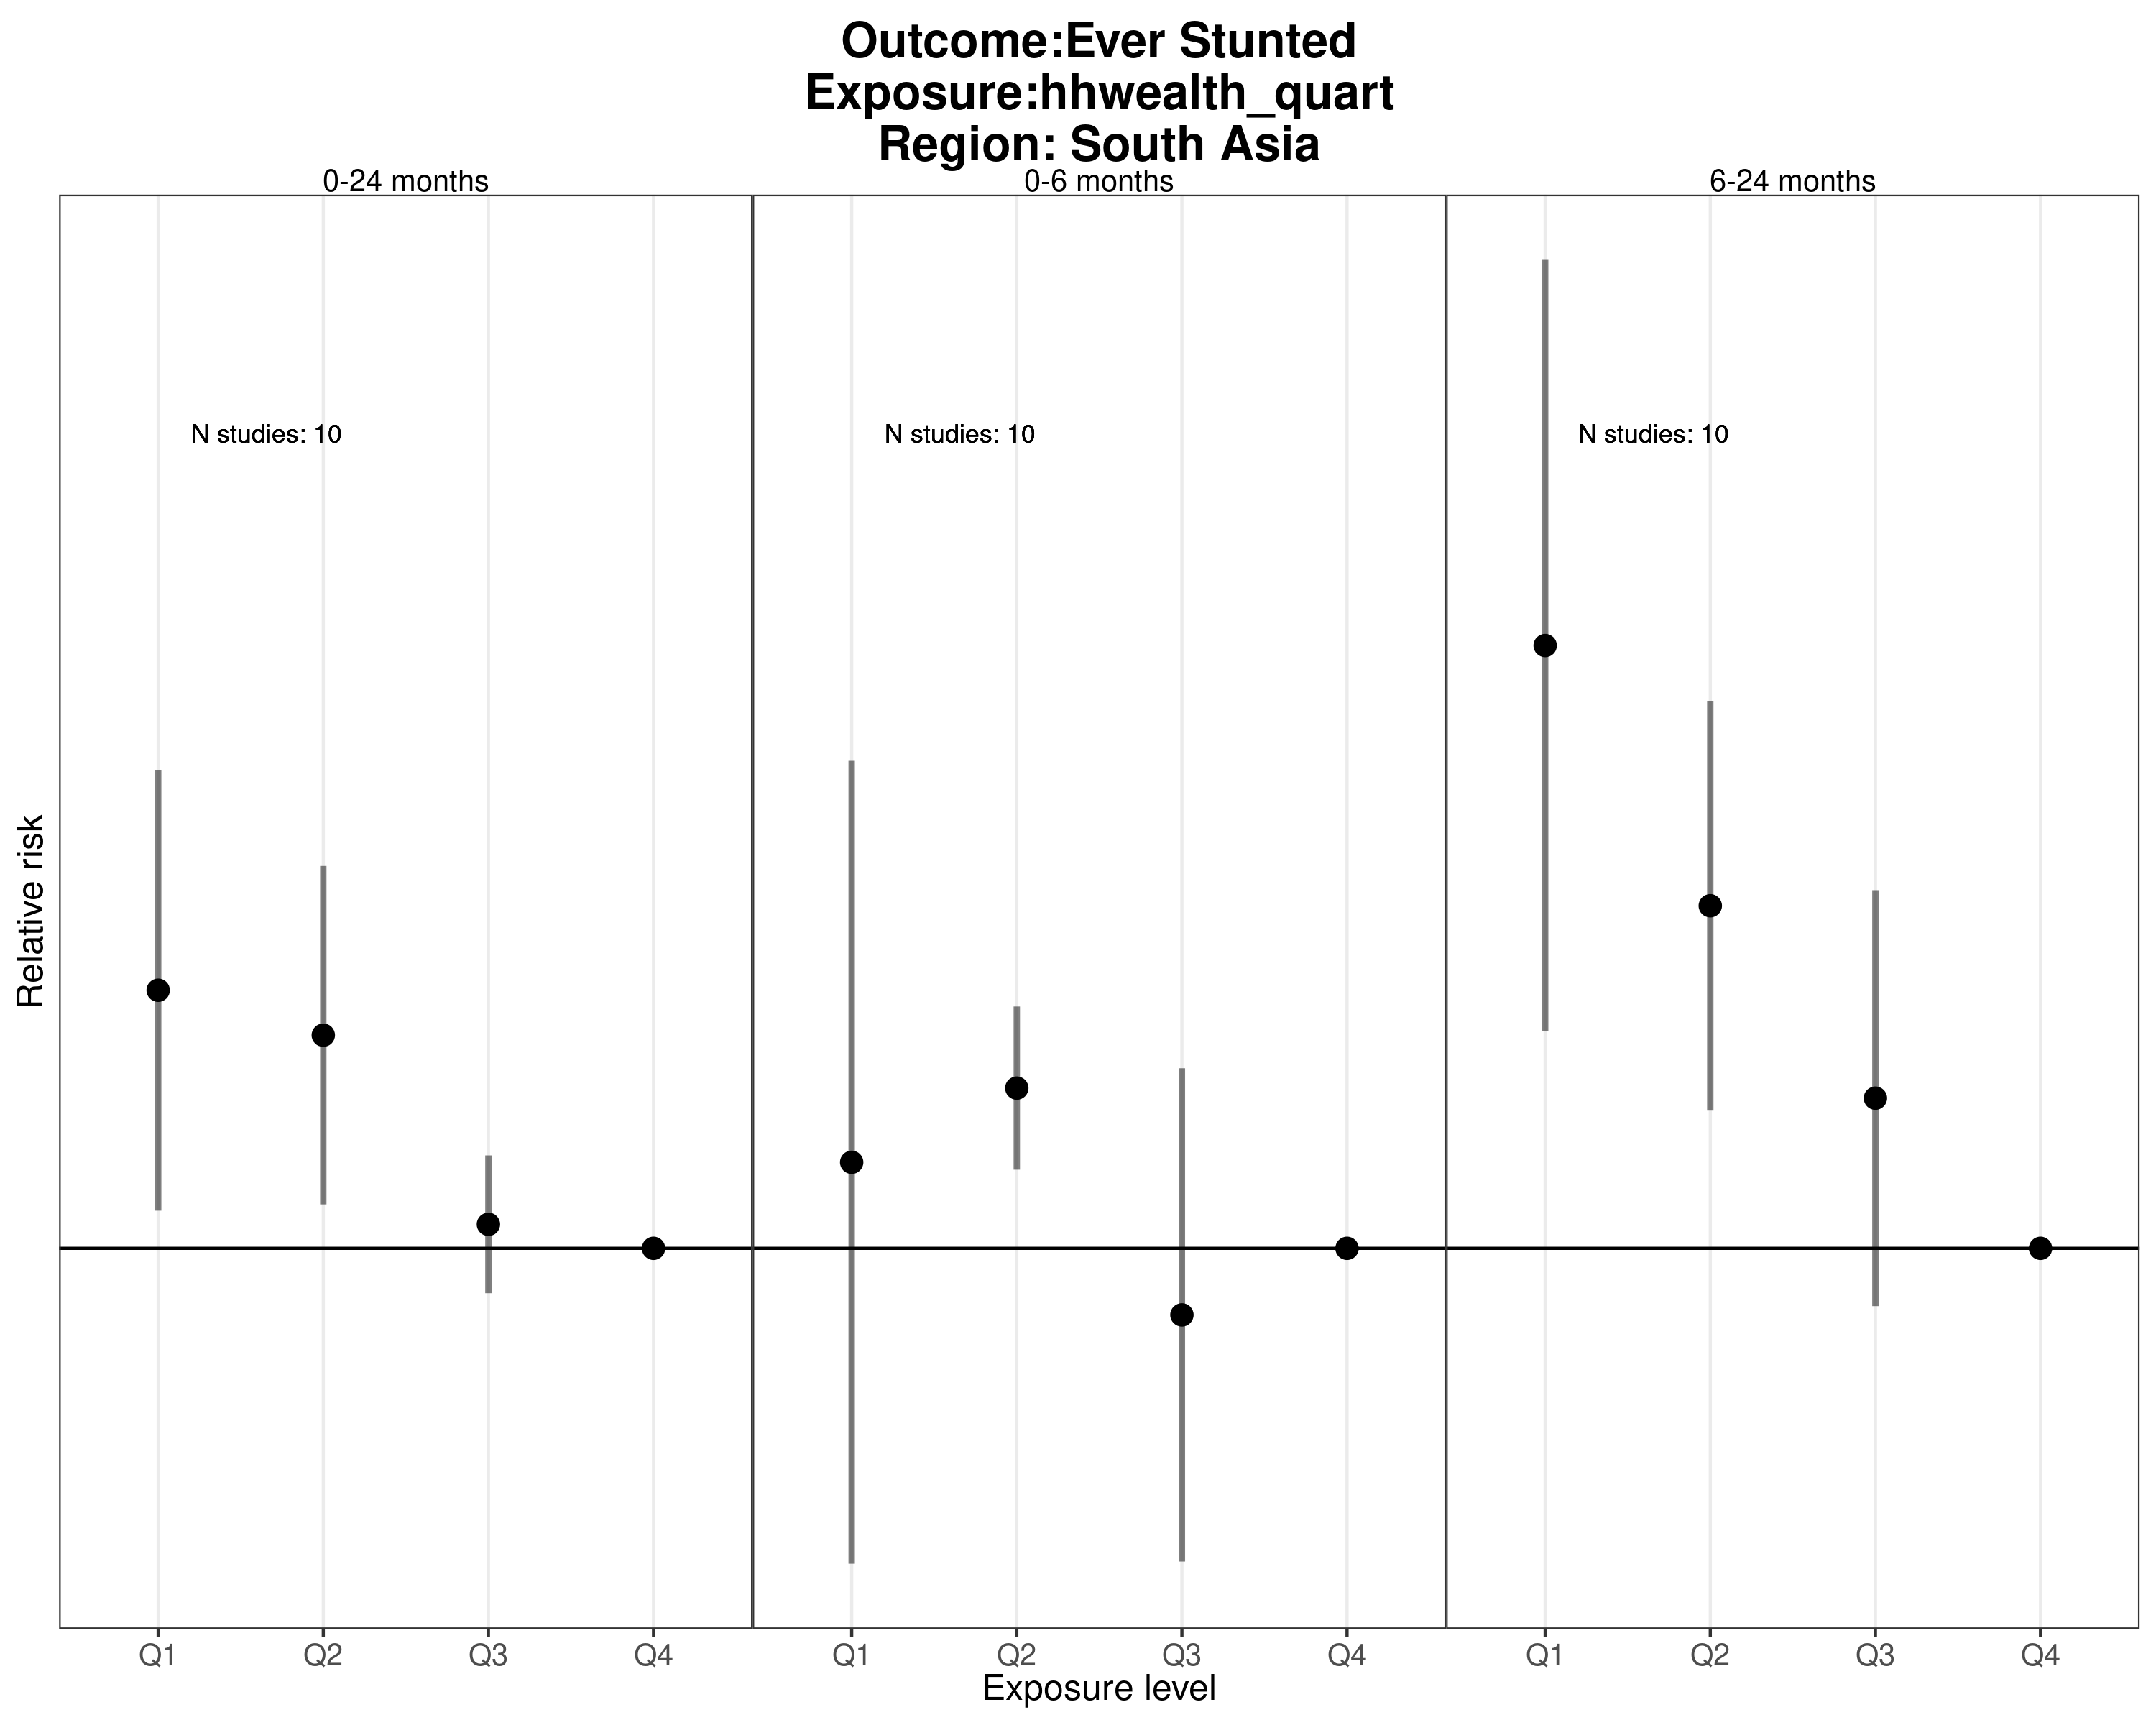 Outcome:Ever Stunted
Exposure:hhwealth_quart
Region: South Asia
0-24 months
0-6 months
6-24 months
N studies: 10
N studies: 10
N studies: 10
Relative risk
Q1
Q2
Q3
Q4
Q1
Q2
Q3
Q4
Q1
Q2
Q3
Q4
Exposure level